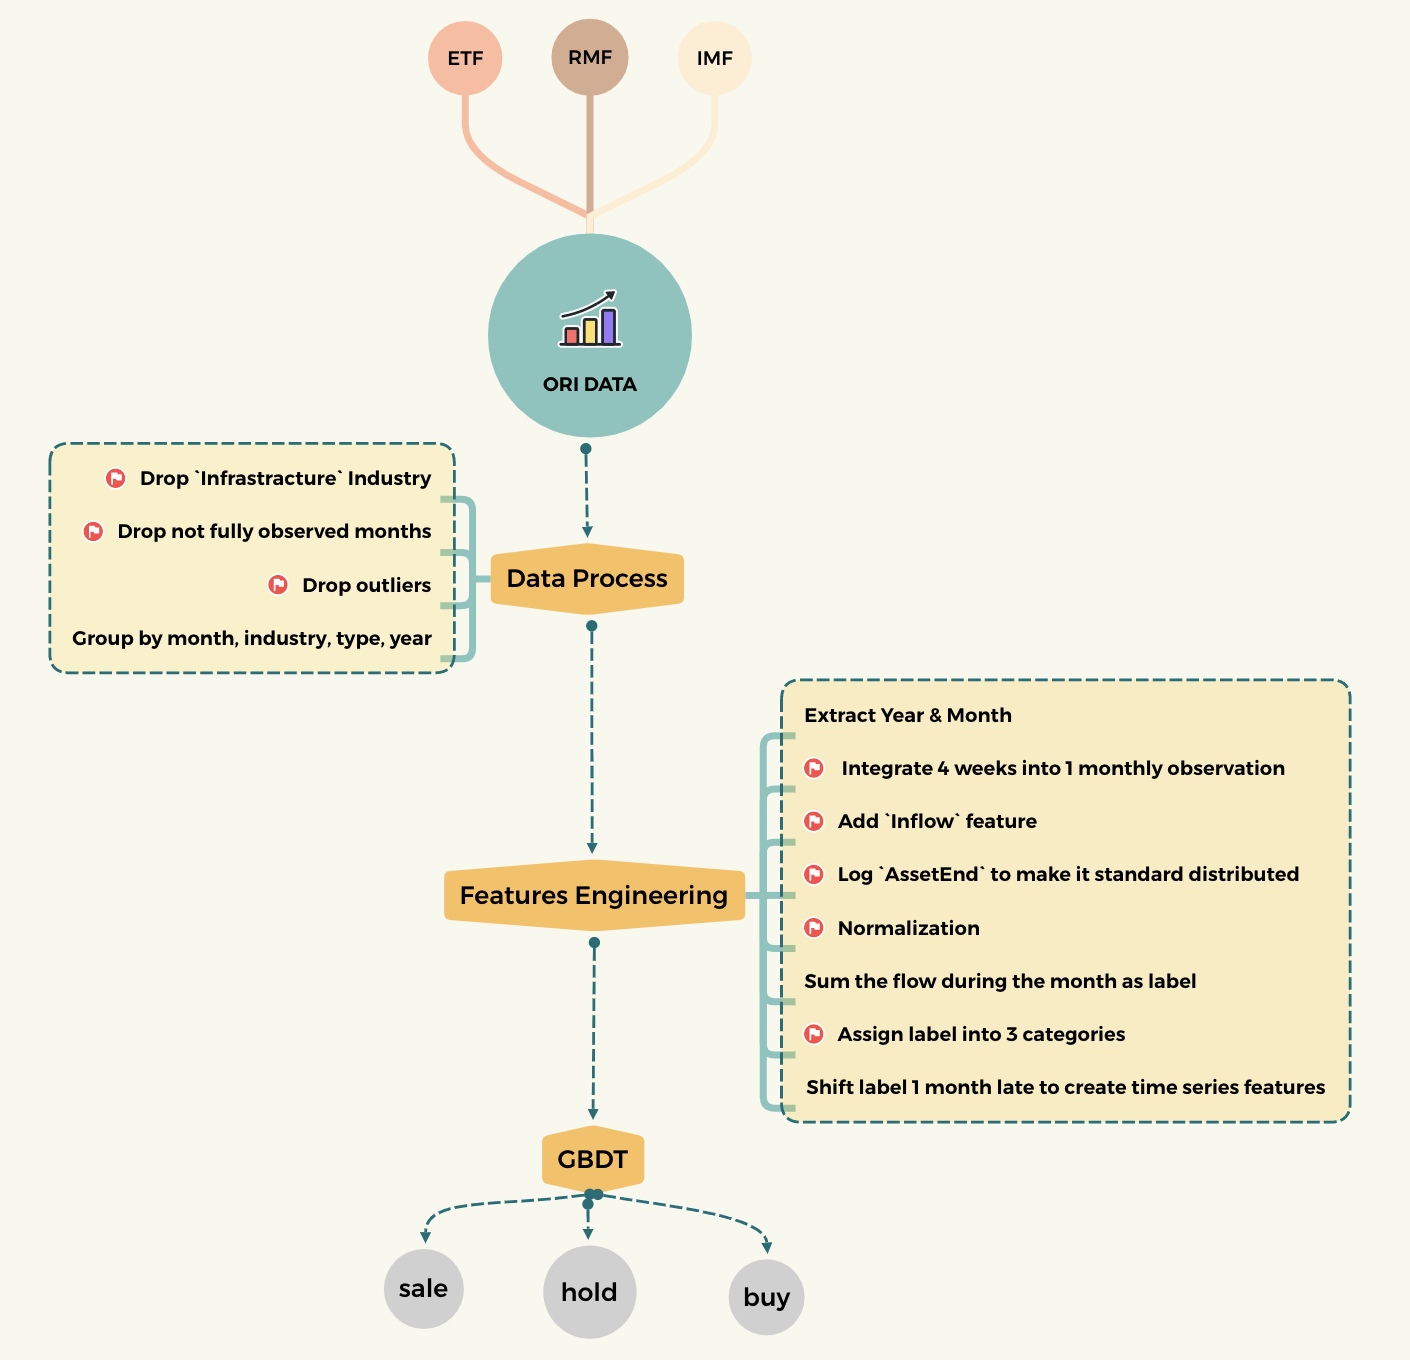 ETF
RMF
IMF
ORI DATA
Drop `Infrastracture` Industry
Drop not fully observed months
Drop outliers
Group by month, industry, type, year
Data Process
Extract Year & Month
Integrate 4 weeks into 1 monthly observation
Add `Inflow` feature
Log `AssetEnd` to make it standard distributed
Normalization
Sum the flow during the month as label
Assign label into 3 categories
Shift label 1 month late to create time series features
Features Engineering
GBDT
sale
hold
buy